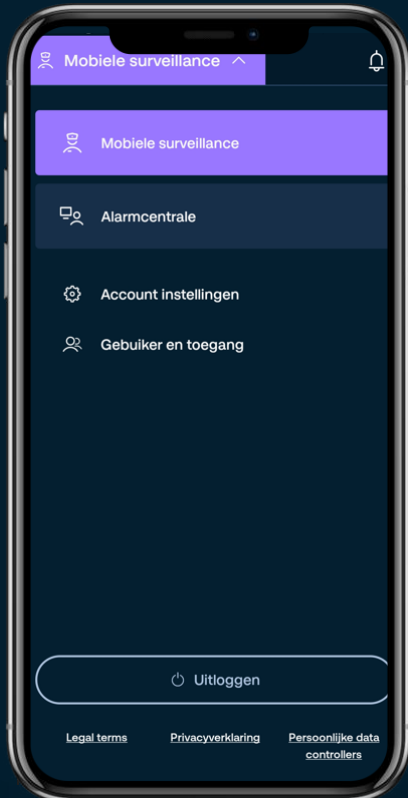 Mobiele surveillance
Mobiele surveillance
Alarmcentrale
Account instellingen
Gebuiker en toegang
Uitloggen
Legal terms Privacyverklaring Persoonlijke data
controllers